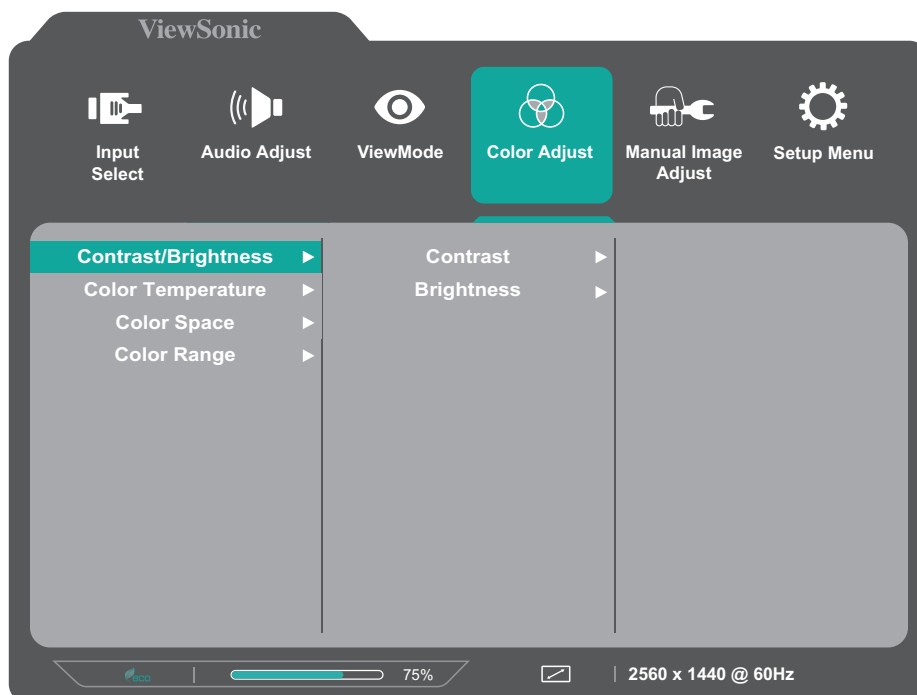 ViewSonic
Input
Select
Audio Adjust
ViewMode
Color Adjust
Manual Image
Adjust
Setup Menu
Contrast/Brightness
Color Temperature
Color Space
Color Range
Contrast
Brightness
eco
75%
2560 x 1440 @ 60Hz